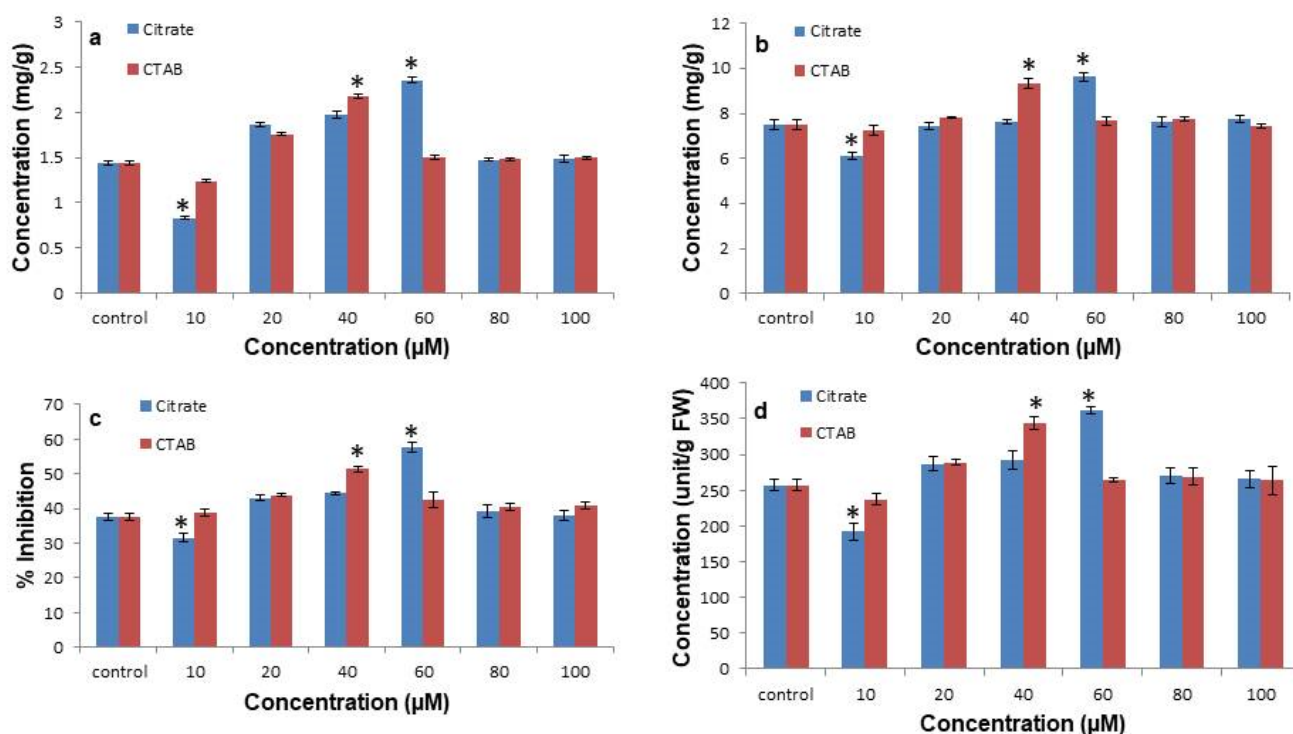 a
Citrate
CTAB
Concentration (mg/g)
3
2.5
2
1.5
1
0.5
0
*
*
*
control 10 20 40 60 80 100
Concentration (µM)
b
Citrate
CTAB
Concentration (mg/g)
12
10
8
6
4
2
0
*
*
*
control 10 20 40 60 80 100
Concentration (µM)
c
Citrate
CTAB
% Inhibition
70
60
50
40
30
20
10
0
*
*
*
control 10 20 40 60 80 100
Concentration (µM)
d
Citrate
CTAB
Concentration (unit/g FW)
400
350
300
250
200
150
100
50
0
*
*
*
control 10 20 40 60 80 100
Concentration (µM)